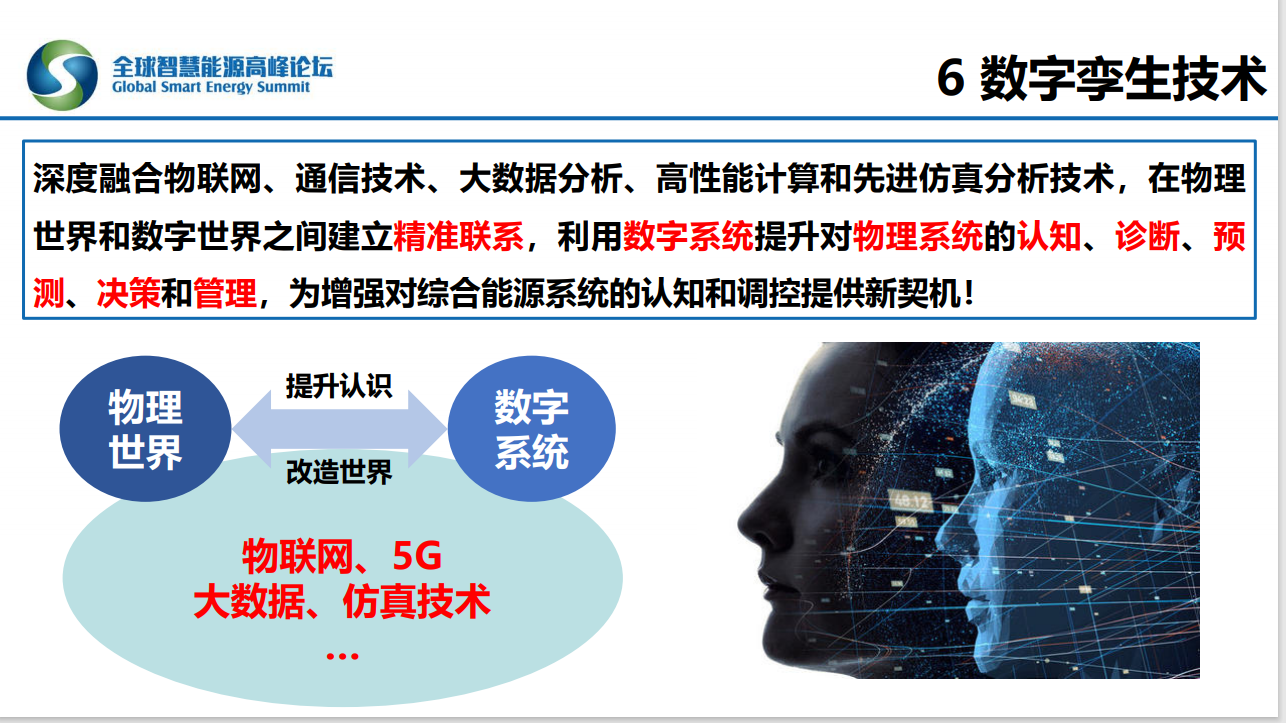 全球智慧能源高峰论坛
Global Smart Energy Summit
6 数字孪生技术
深度融合物联网、通信技术、大数据分析、高性能计算和先进仿真分析技术，在物理
世界和数字世界之间建立精准联系，利用数字系统提升对物理系统的认知、诊断、预
测、决策和管理，为增强对综合能源系统的认知和调控提供新契机！
物理
世界
提升认识
改造世界
数字
系统
物联网、5G
大数据、仿真技术
…
48.12